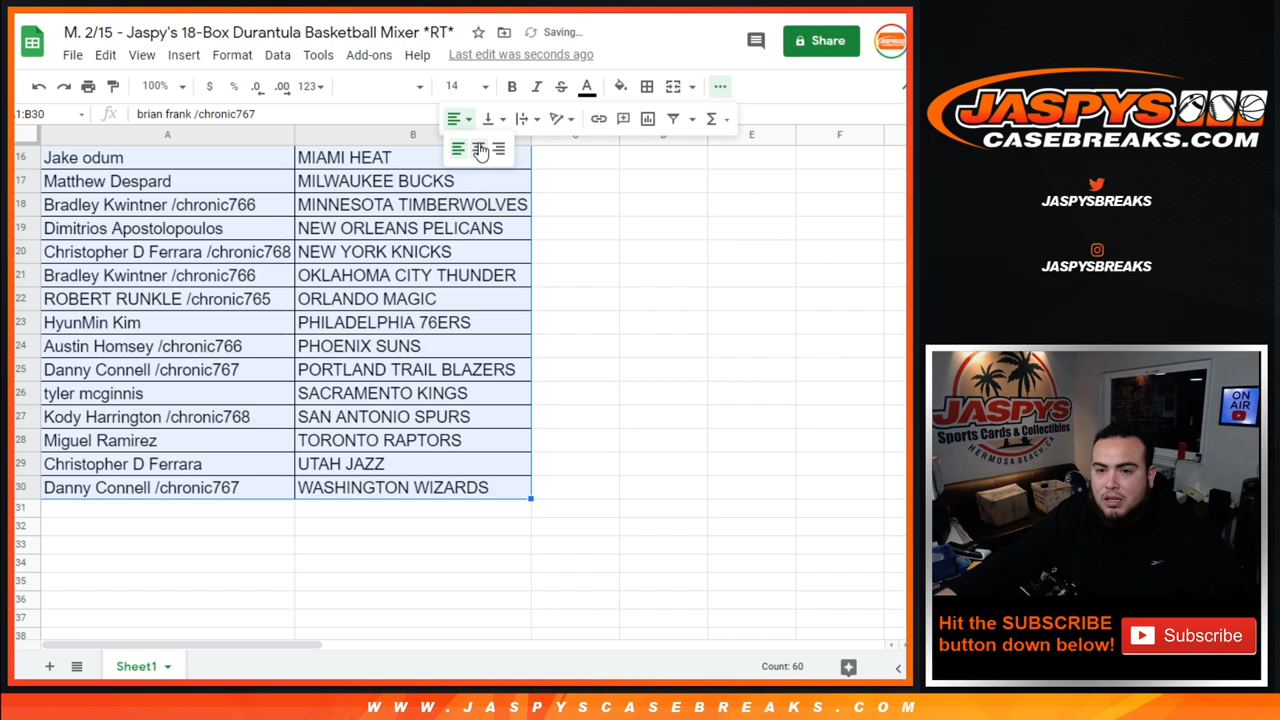 M. 2/15 - Jaspy's 18-Box Durantula Basketball Mixer *RT*
Saving...
File Edit View Insert Format Data Tools Add-ons Help Last edit was seconds ago
Share
100% $ % .0 .00 123 14 B I S A
brian frank /chronic767
A B E F
16 Jake odum MIAMI HEAT
17 Matthew Despard MILWAUKEE BUCKS
18 Bradley Kwintner /chronic766 MINNESOTA TIMBERWOLVES
19 Dimitrios Apostolopoulos NEW ORLEANS PELICANS
20 Christopher D Ferrara /chronic768 NEW YORK KNICKS
21 Bradley Kwintner /chronic766 OKLAHOMA CITY THUNDER
22 ROBERT RUNKLE /chronic765 ORLANDO MAGIC
23 HyunMin Kim PHILADELPHIA 76ERS
24 Austin Homsey /chronic766 PHOENIX SUNS
25 Danny Connell /chronic767 PORTLAND TRAIL BLAZERS
26 tyler mcginnis SACRAMENTO KINGS
27 Kody Harrington /chronic768 SAN ANTONIO SPURS
28 Miguel Ramirez TORONTO RAPTORS
29 Christopher D Ferrara UTAH JAZZ
30 Danny Connell /chronic767 WASHINGTON WIZARDS
31
32
33
34
35
36
37
38
Sheet1
Count: 60
JASPYS
CASEBREAKS.COM
JASPYSBREAKS
JASPYSBREAKS
JASPYS
Sports Cards & Collectibles
HERMOSA BEACH, CA
ON AIR
Hit the SUBSCRIBE
button down below!
Subscribe
WWW.JASPYSCASEBREAKS.COM